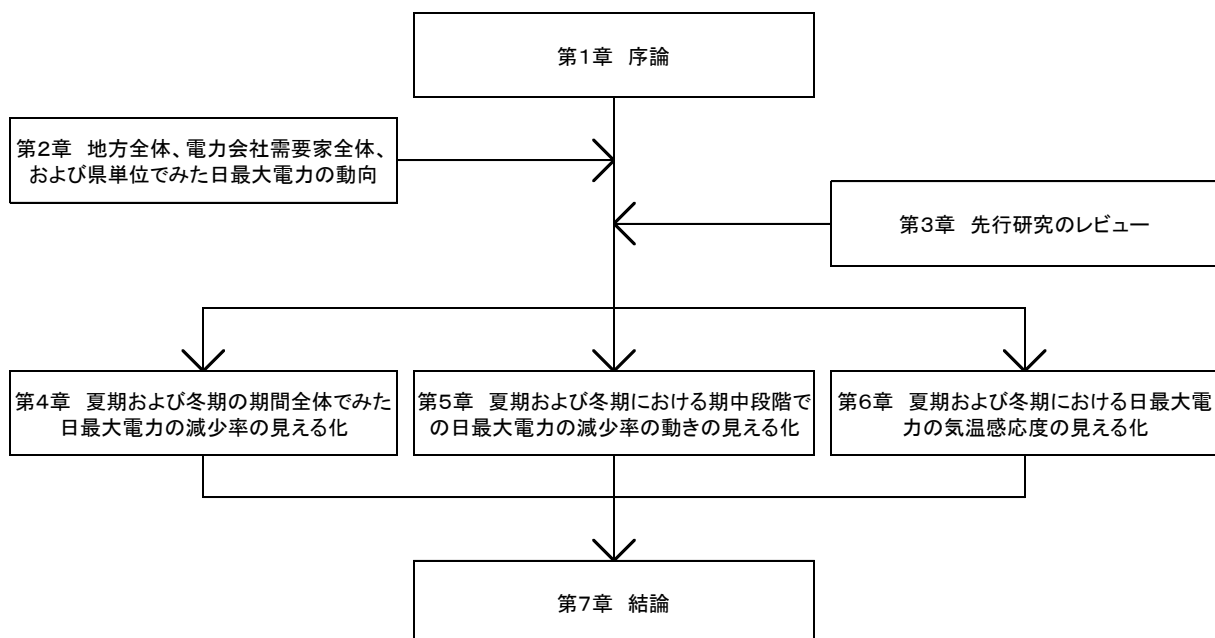 第1章 序論
第2章 地方全体、電力会社需要家全体、
および県単位でみた日最大電力の動向
第3章 先行研究のレビュー
第4章 夏期および冬期の期間全体でみた
日最大電力の減少率の見える化
第5章 夏期および冬期における期中段階で
の日最大電力の減少率の動きの見える化
第6章 夏期および冬期における日最大電
力の気温感応度の見える化
第7章 結論